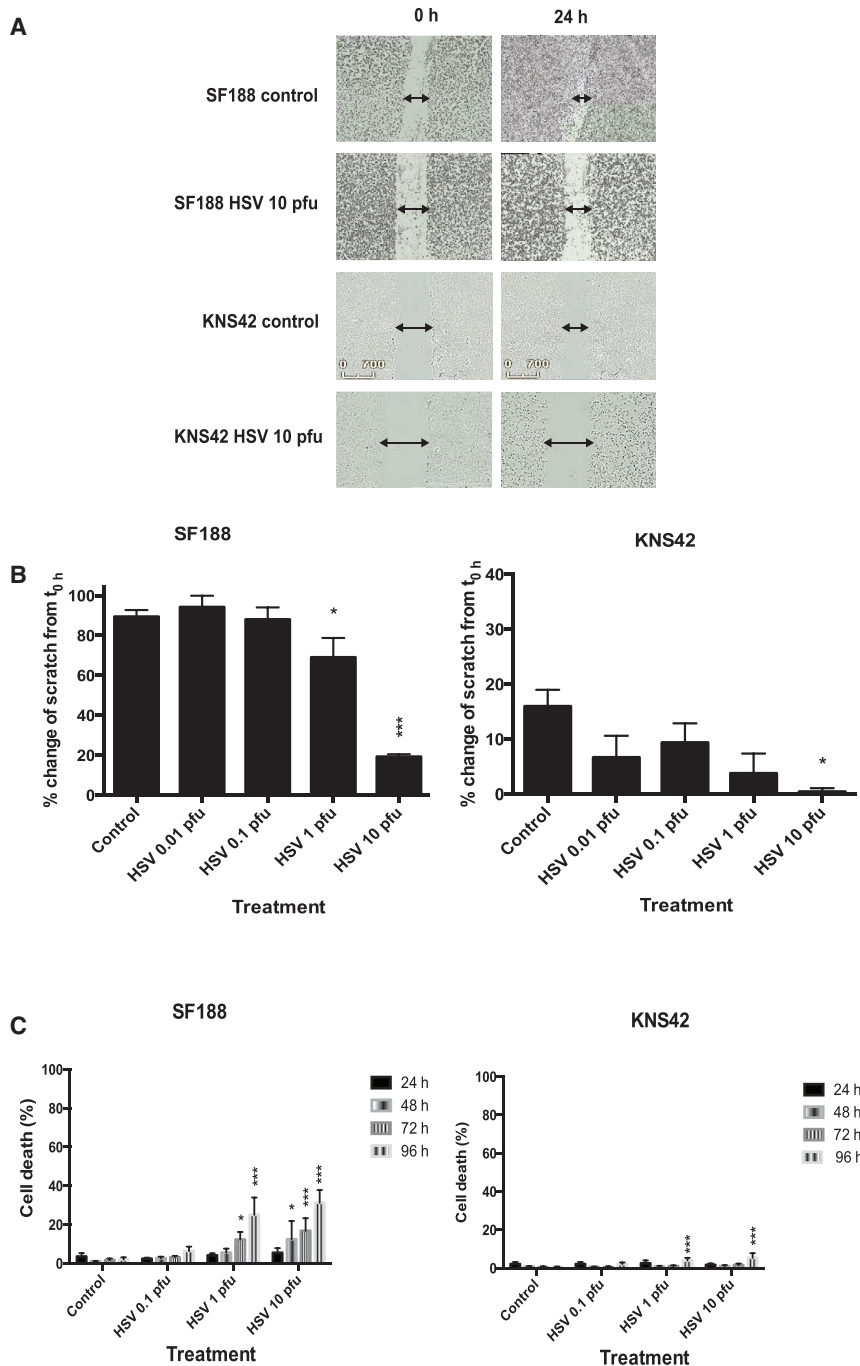 A
0 h
24 h
SF188 control
SF188 HSV 10 pfu
KNS42 control
0 700
0 700
KNS42 HSV 10 pfu
B
SF188
% change of scratch from t0 h
100
80
60
40
20
0
*
***
Control
HSV 0.01 pfu
HSV 0.1 pfu
HSV 1 pfu
HSV 10 pfu
Treatment
KNS42
% change of scratch from t0 h
40
30
20
10
0
*
Control
HSV 0.01 pfu
HSV 0.1 pfu
HSV 1 pfu
HSV 10 pfu
Treatment
C
SF188
Cell death (%)
100
80
60
40
20
0
*
***
*
***
***
Control
HSV 0.1 pfu
HSV 1 pfu
HSV 10 pfu
Treatment
24 h
48 h
72 h
96 h
KNS42
Cell death (%)
100
80
60
40
20
0
***
***
Control
HSV 0.1 pfu
HSV 1 pfu
HSV 10 pfu
Treatment
24 h
48 h
72 h
96 h